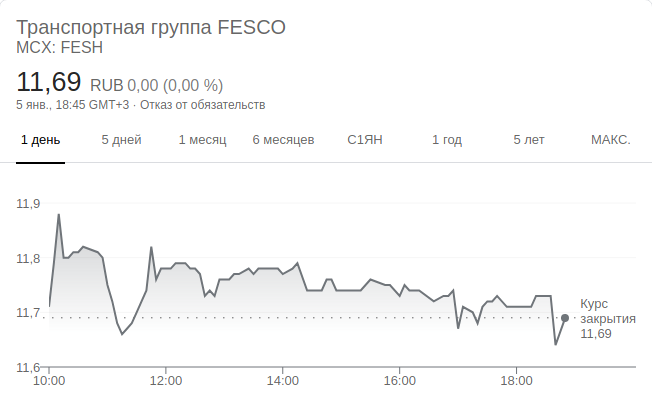 Транспортная группа FESCO
MCX: FESH
11,69 RUB 0,00 (0,00 %)
5 янв., 18:45 GMT+3 · Отказ от обязательств
1 день 5 дней 1 месяц 6 месяцев С1ЯН 1 год 5 лет МАКС.
11,9
11,8
11,7
11,6
Курс
закрытия
11,69
10:00 12:00 14:00 16:00 18:00